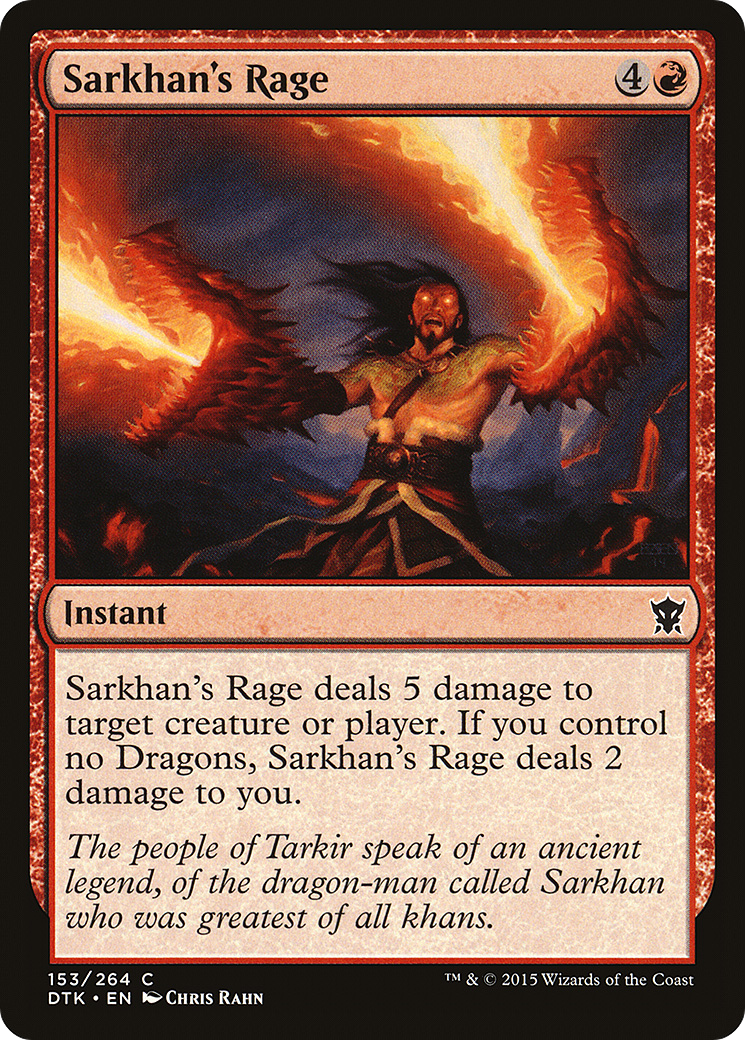 Sarkhan's Rage 4
Instant
Sarkhan's Rage deals 5 damage to
target creature or player. If you control
no Dragons, Sarkhan's Rage deals 2
damage to you.
The people of Tarkir speak of an ancient
legend, of the dragon-man called Sarkhan
who was greatest of all khans.
153/264 C
™ & © 2015 Wizards of the Coast
DTK • EN Chris Rahn